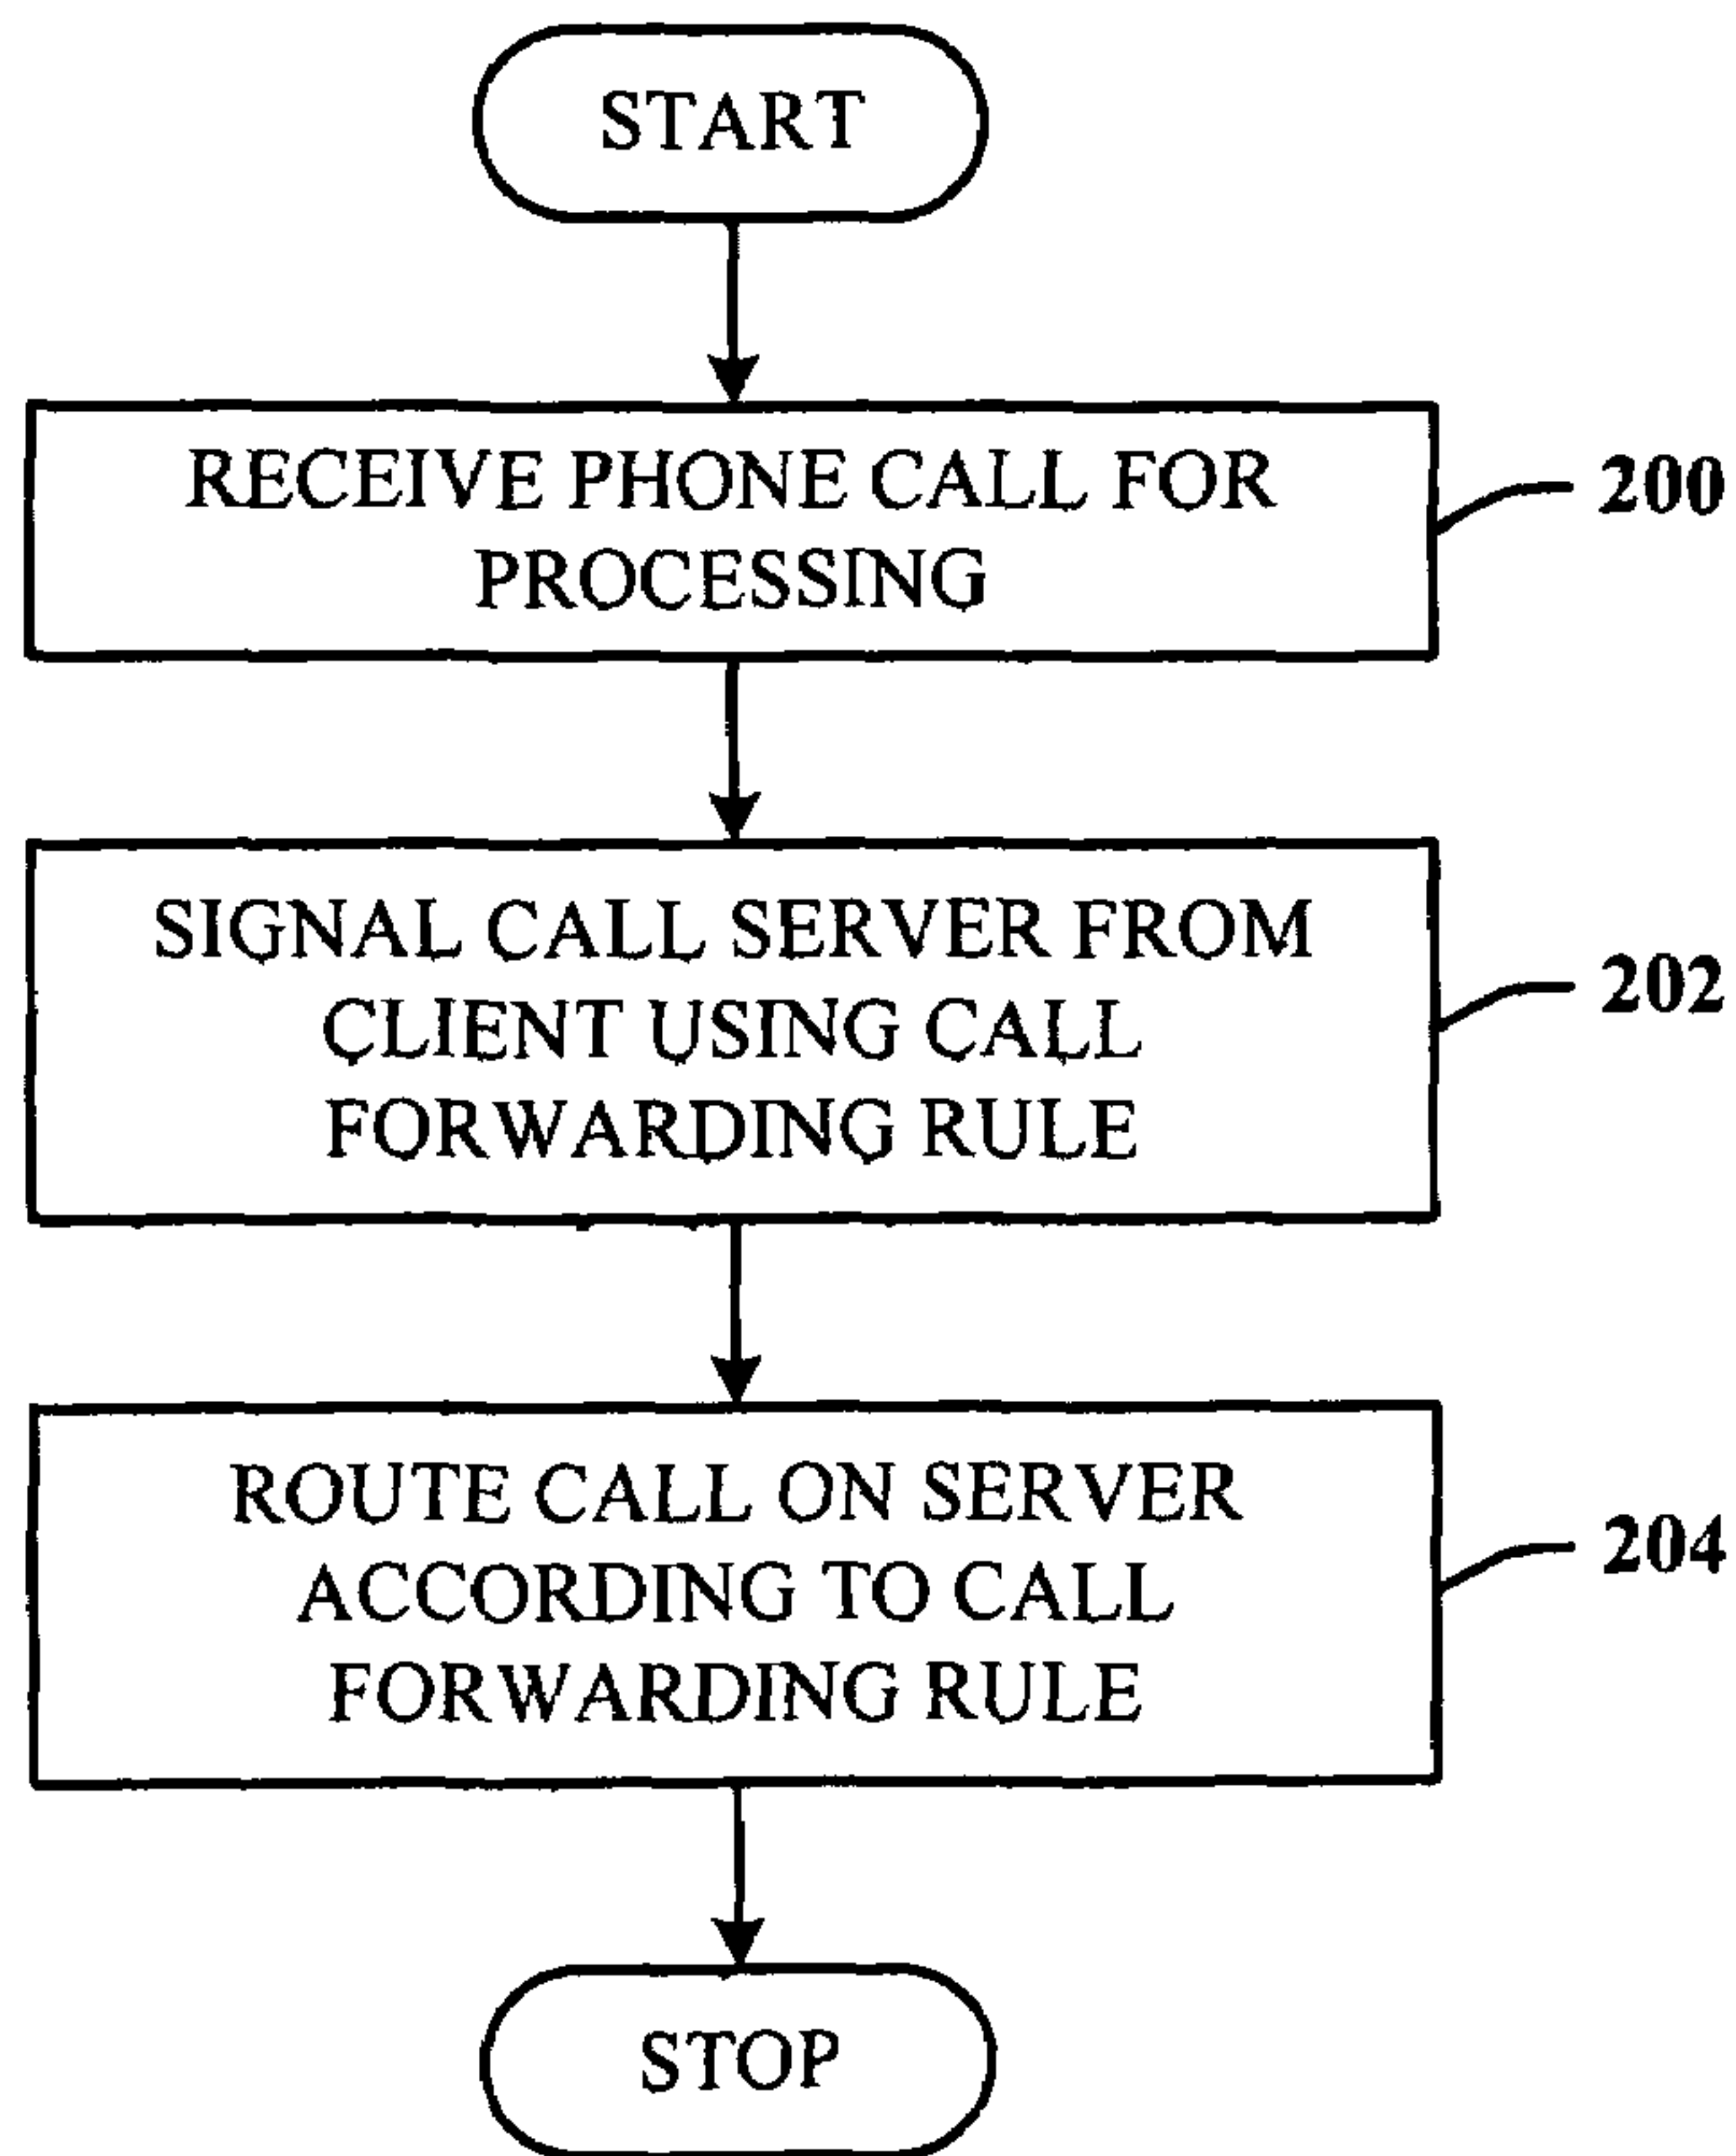 START
RECEIVE PHONE CALL FOR
PROCESSING
200
SIGNAL CALL SERVER FROM
CLIENT USING CALL
FORWARDING RULE
202
ROUTE CALL ON SERVER
ACCORDING TO CALL
FORWARDING RULE
204
STOP